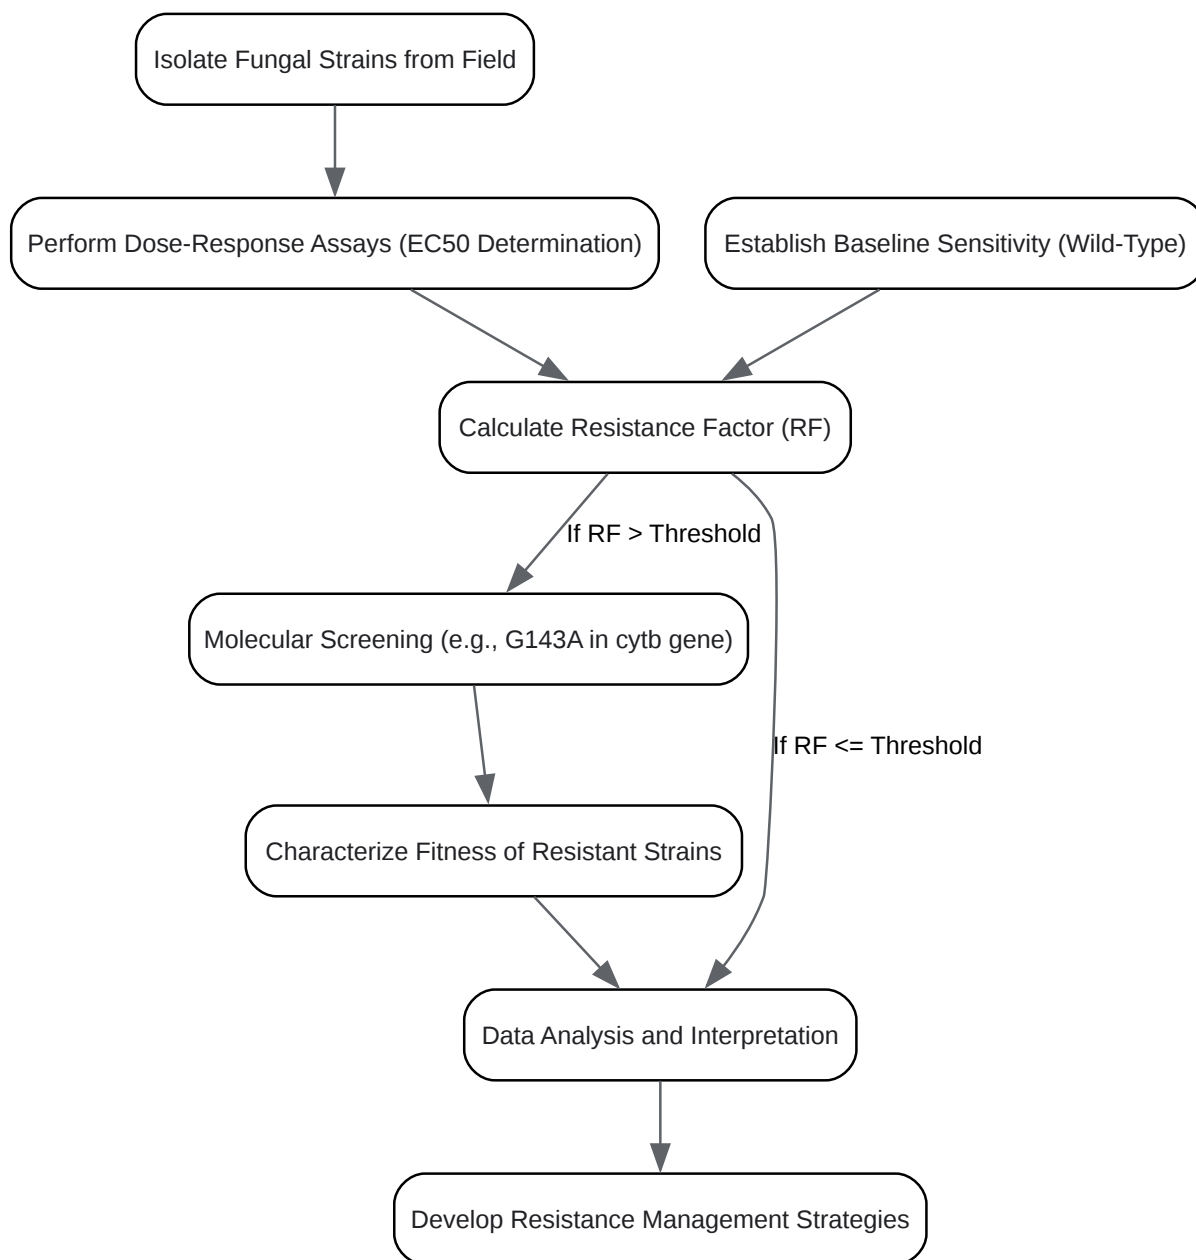 Isolate Fungal Strains from Field
Perform Dose-Response Assays (EC50 Determination)
Establish Baseline Sensitivity (Wild-Type)
Calculate Resistance Factor (RF)
If RF > Threshold
Molecular Screening (e.g., G143A in cytb gene)
If RF <= Threshold
Characterize Fitness of Resistant Strains
Data Analysis and Interpretation
Develop Resistance Management Strategies